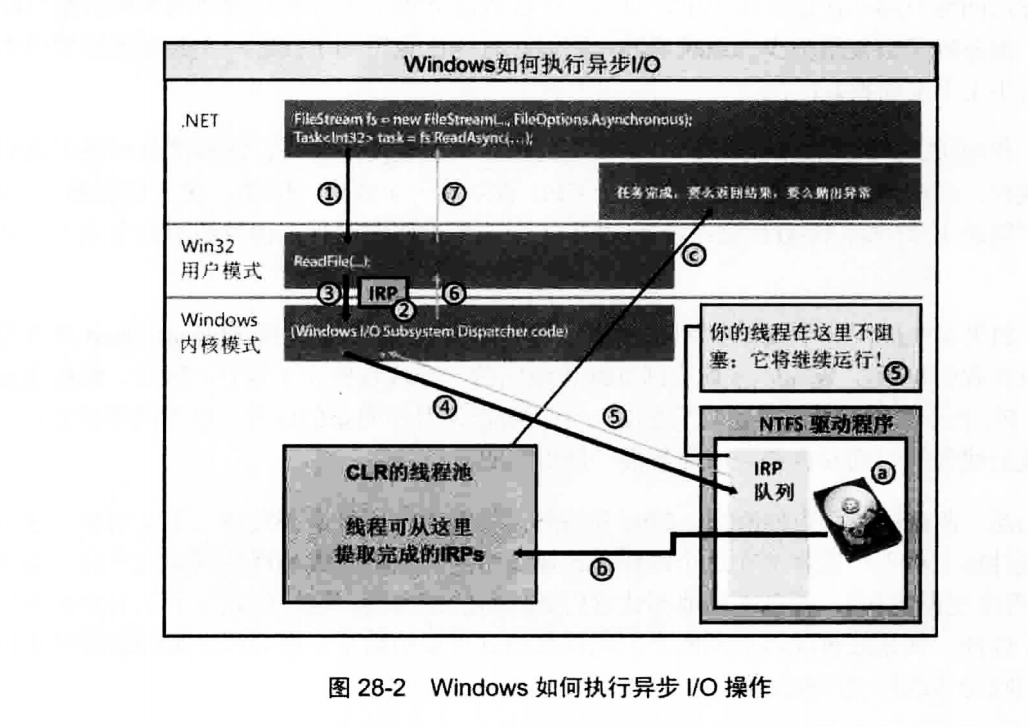 Windows如何执行异步I/O
.NET
FileStream fs = new FileStream(..., FileOptions.Asynchronous);
Task<Int32> task = fs.ReadAsync(...);
① ⑦
任务完成，要么返回结果，要么抛出异常
Win32
用户模式
ReadFile(...);
ⓒ
③ IRP ② ⑥
Windows
内核模式
(Windows I/O Subsystem Dispatcher code)
你的线程在这里不阻
塞；它将继续运行！
⑤
④ ⑤
NTFS 驱动程序
IRP
队列
ⓐ
CLR的线程池
线程可从这里
提取完成的IRPs
ⓑ
图 28-2 Windows 如何执行异步 I/O 操作